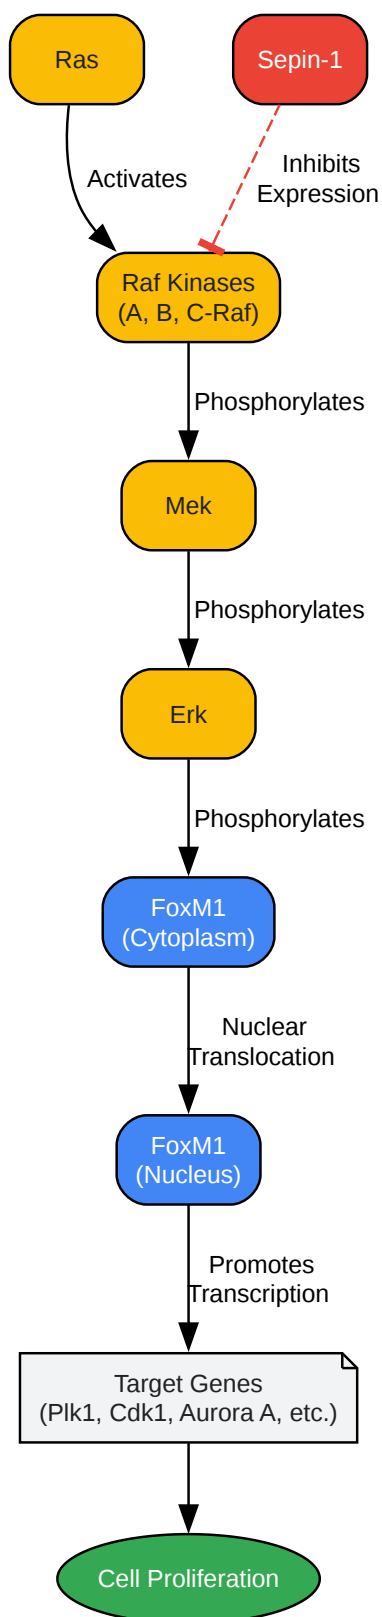 Ras
Sepin-1
Activates
Inhibits
Expression
Raf Kinases
(A, B, C-Raf)
Phosphorylates
Mek
Phosphorylates
Erk
Phosphorylates
FoxM1
(Cytoplasm)
Nuclear
Translocation
FoxM1
(Nucleus)
Promotes
Transcription
Target Genes
(Plk1, Cdk1, Aurora A, etc.)
Cell Proliferation